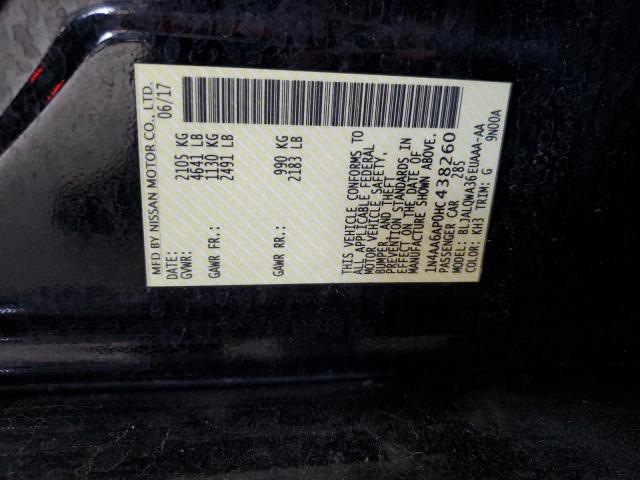 MFD BY NISSAN MOTOR CO., LTD.
DATE: 06/17
GVWR: 2105 KG
4641 LB
GAWR FR.: 1130 KG
2491 LB
GAWR RR.: 990 KG
2183 LB
THIS VEHICLE CONFORMS TO
ALL APPLICABLE FEDERAL
MOTOR VEHICLE SAFETY,
BUMPER, AND THEFT
PREVENTION STANDARDS IN
EFFECT ON THE DATE OF
MANUFACTURE SHOWN ABOVE.
1N4AA6AP0HC438260
PASSENGER CAR 285
MODEL: BLJALQWA36EUAAA-AA
COLOR: KH3 TRIM: G 9N00A